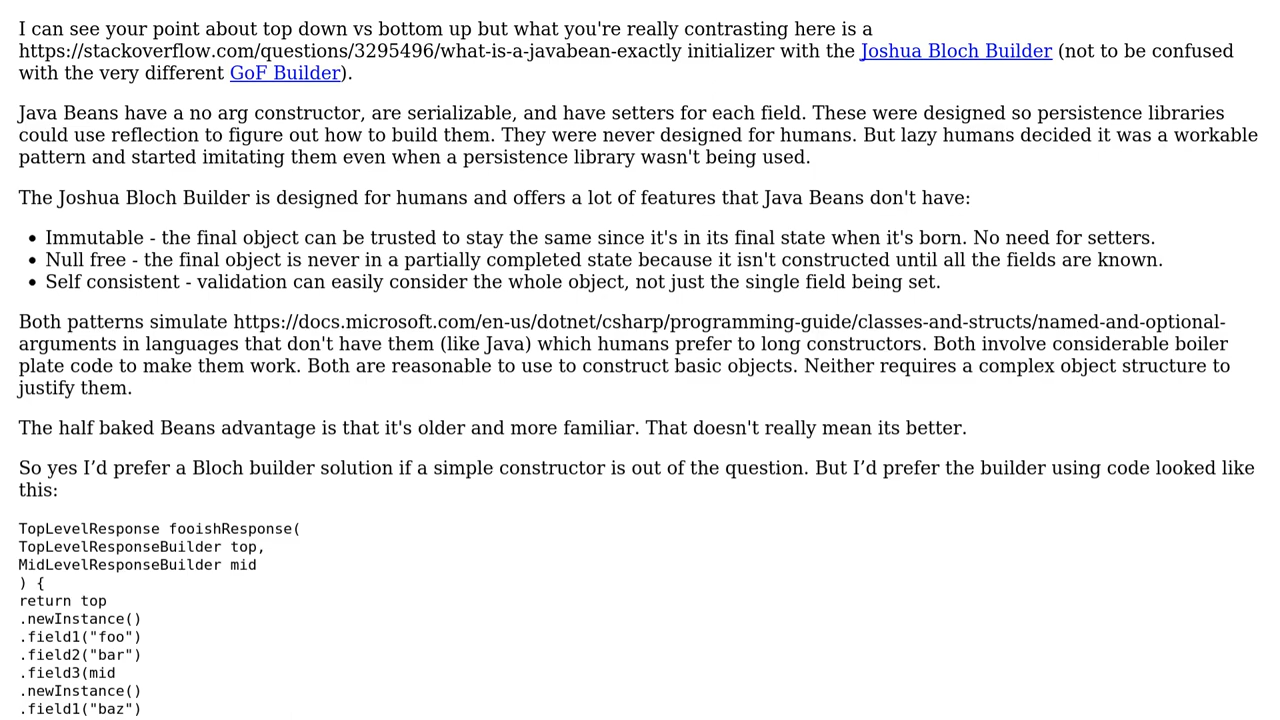 I can see your point about top down vs bottom up but what you're really contrasting here is a
https://stackoverflow.com/questions/3295496/what-is-a-javabean-exactly initializer with the Joshua Bloch Builder (not to be confused
with the very different GoF Builder).
Java Beans have a no arg constructor, are serializable, and have setters for each field. These were designed so persistence libraries
could use reflection to figure out how to build them. They were never designed for humans. But lazy humans decided it was a workable
pattern and started imitating them even when a persistence library wasn't being used.
The Joshua Bloch Builder is designed for humans and offers a lot of features that Java Beans don't have:
• Immutable - the final object can be trusted to stay the same since it's in its final state when it's born. No need for setters.
• Null free - the final object is never in a partially completed state because it isn't constructed until all the fields are known.
• Self consistent - validation can easily consider the whole object, not just the single field being set.
Both patterns simulate https://docs.microsoft.com/en-us/dotnet/csharp/programming-guide/classes-and-structs/named-and-optional-
arguments in languages that don't have them (like Java) which humans prefer to long constructors. Both involve considerable boiler
plate code to make them work. Both are reasonable to use to construct basic objects. Neither requires a complex object structure to
justify them.
The half baked Beans advantage is that it's older and more familiar. That doesn't really mean its better.
So yes I’d prefer a Bloch builder solution if a simple constructor is out of the question. But I’d prefer the builder using code looked like
this:
TopLevelResponse fooishResponse(
TopLevelResponseBuilder top,
MidLevelResponseBuilder mid
) {
return top
.newInstance()
.field1("foo")
.field2("bar")
.field3(mid
.newInstance()
.field1("baz")